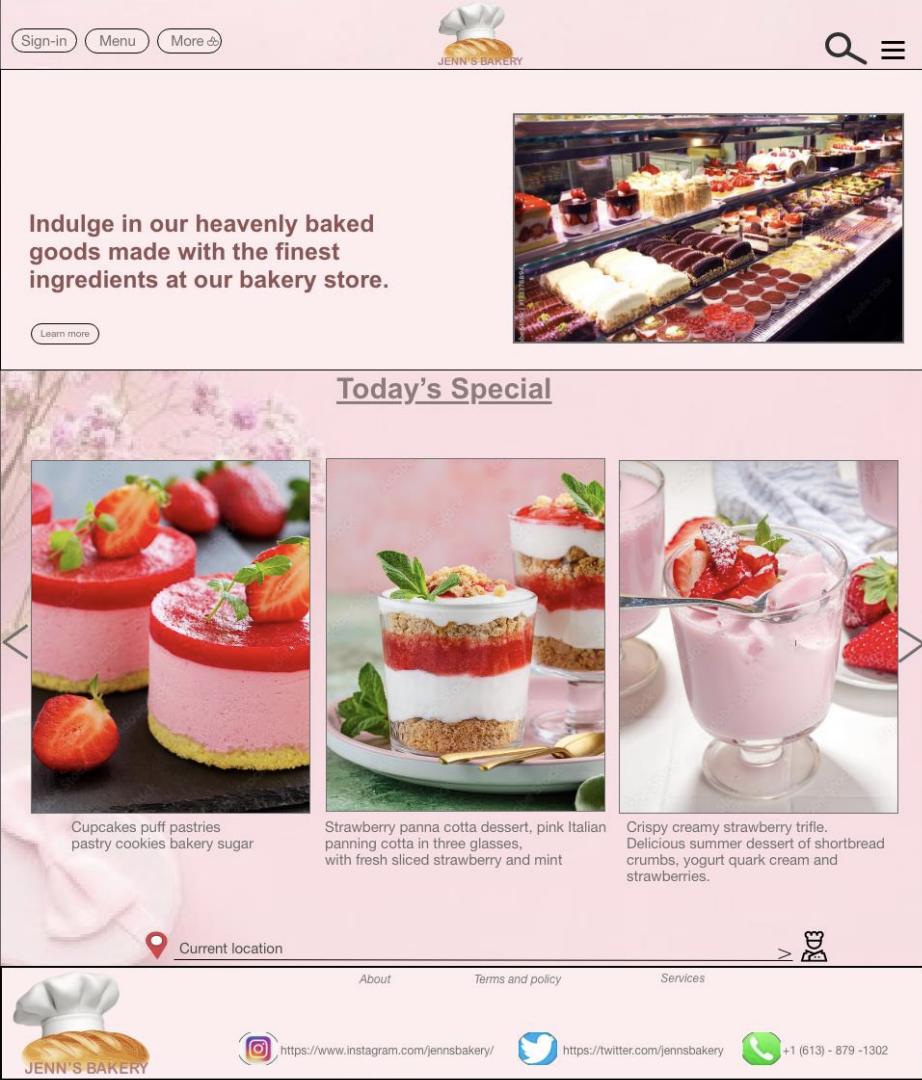 Sign-in
Menu
More
JENN'S BAKERY
Indulge in our heavenly baked
goods made with the finest
ingredients at our bakery store.
Learn more
Today's Special
Cupcakes puff pastries
pastry cookies bakery sugar
Strawberry panna cotta dessert, pink Italian
panning cotta in three glasses,
with fresh sliced strawberry and mint
Crispy creamy strawberry trifle.
Delicious summer dessert of shortbread
crumbs, yogurt quark cream and
strawberries.
Current location
>
About
Terms and policy
Services
JENN'S BAKERY
https://www.instagram.com/jennsbakery/
https://twitter.com/jennsbakery
+1 (613) - 879 -1302